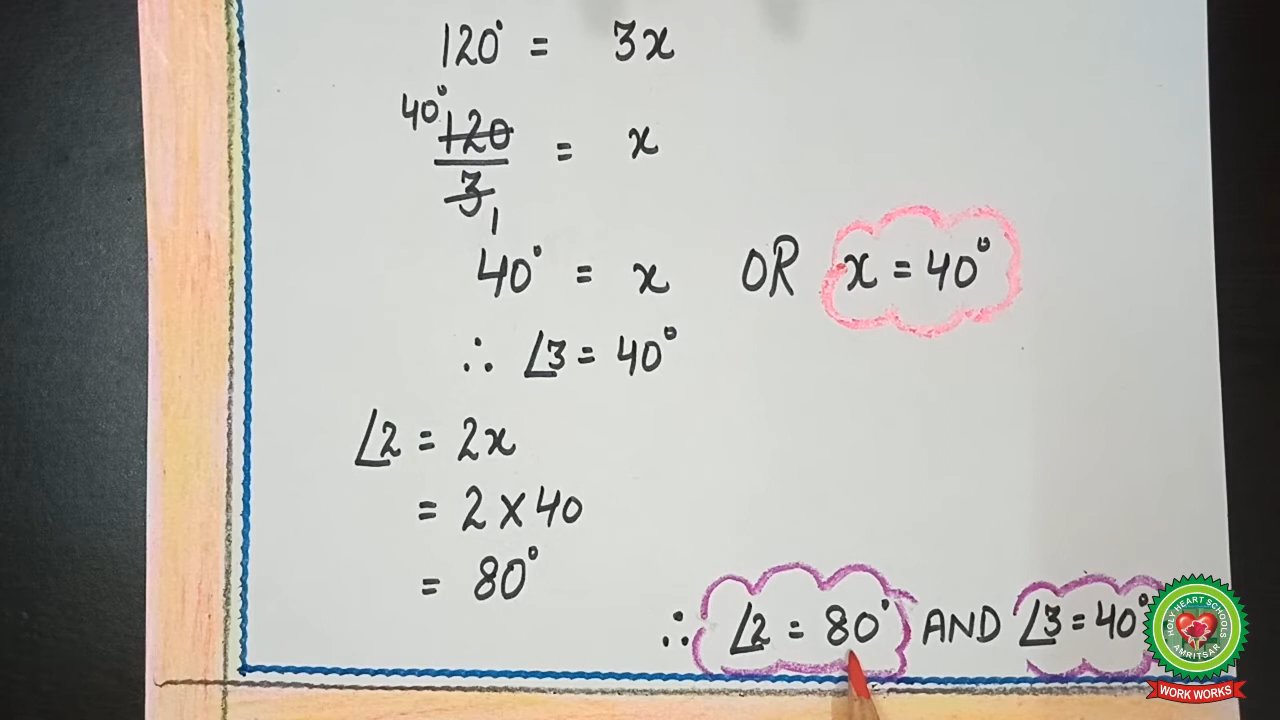 120° = 3x
40°
120/3 1 = x
40° = x OR x = 40°
∴ ∠3 = 40°
∠2 = 2x
= 2 × 40
= 80°
∴ ∠2 = 80° AND ∠3 = 40°
HOLY HEART SCHOOLS
AMRITSAR
WORK WORKS